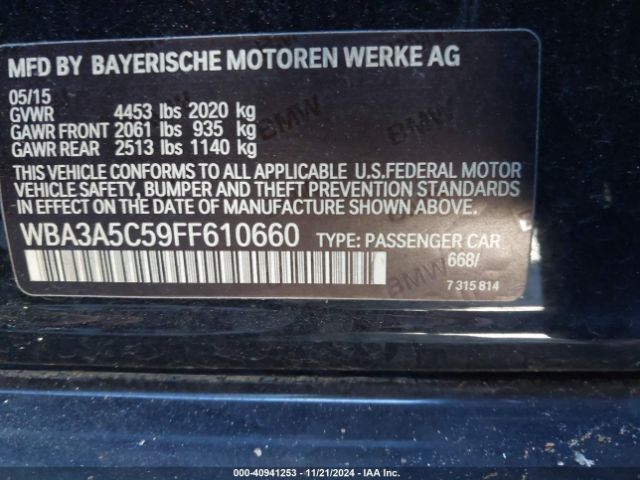 MFD BY BAYERISCHE MOTOREN WERKE AG
05/15
GVWR 4453 lbs 2020 kg
GAWR FRONT 2061 lbs 935 kg
GAWR REAR 2513 lbs 1140 kg
THIS VEHICLE CONFORMS TO ALL APPLICABLE U.S.FEDERAL MOTOR
VEHICLE SAFETY, BUMPER AND THEFT PREVENTION STANDARDS
IN EFFECT ON THE DATE OF MANUFACTURE SHOWN ABOVE.
WBA3A5C59FF610660 TYPE: PASSENGER CAR
668/
7 315 814
BMW
BMW
BMW
000-40941253 - 11/21/2024 - IAA